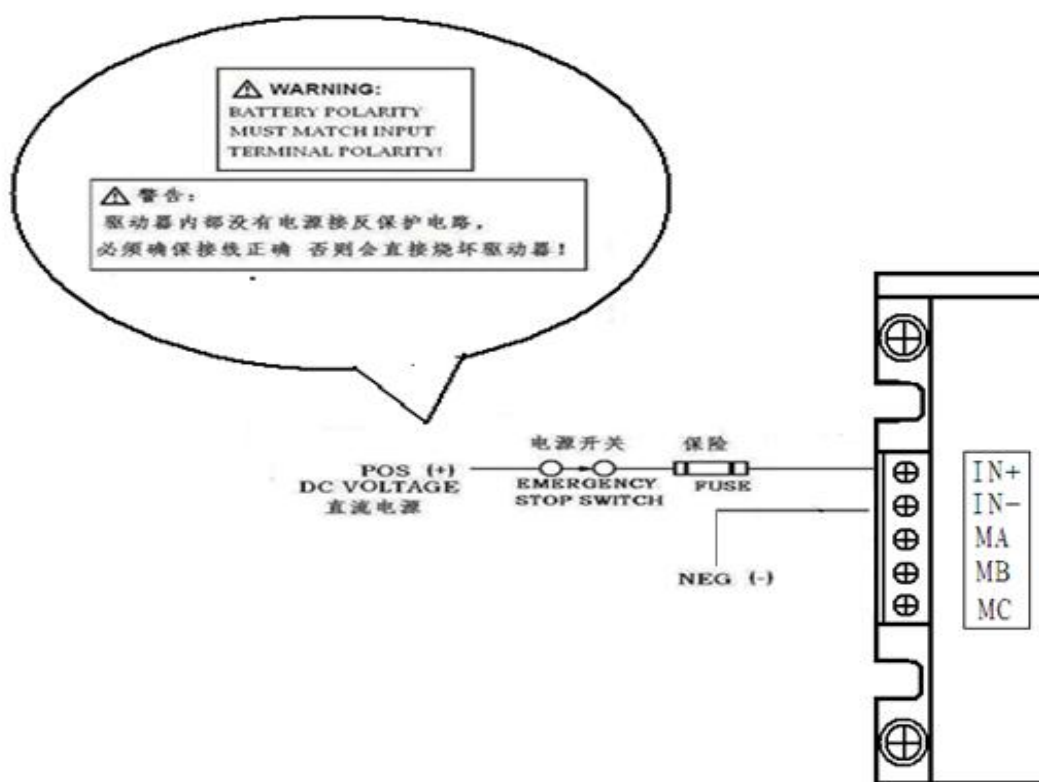 ⚠ WARNING:
BATTERY POLARITY
MUST MATCH INPUT
TERMINAL POLARITY!
⚠ 警告:
驱动器内部没有电源接反保护电路,
必须确保接线正确 否则会直接烧坏驱动器!
电源开关
保险
POS (+)
DC VOLTAGE
直流电源
EMERGENCY
STOP SWITCH
FUSE
NEG (-)
IN+
IN-
MA
MB
MC